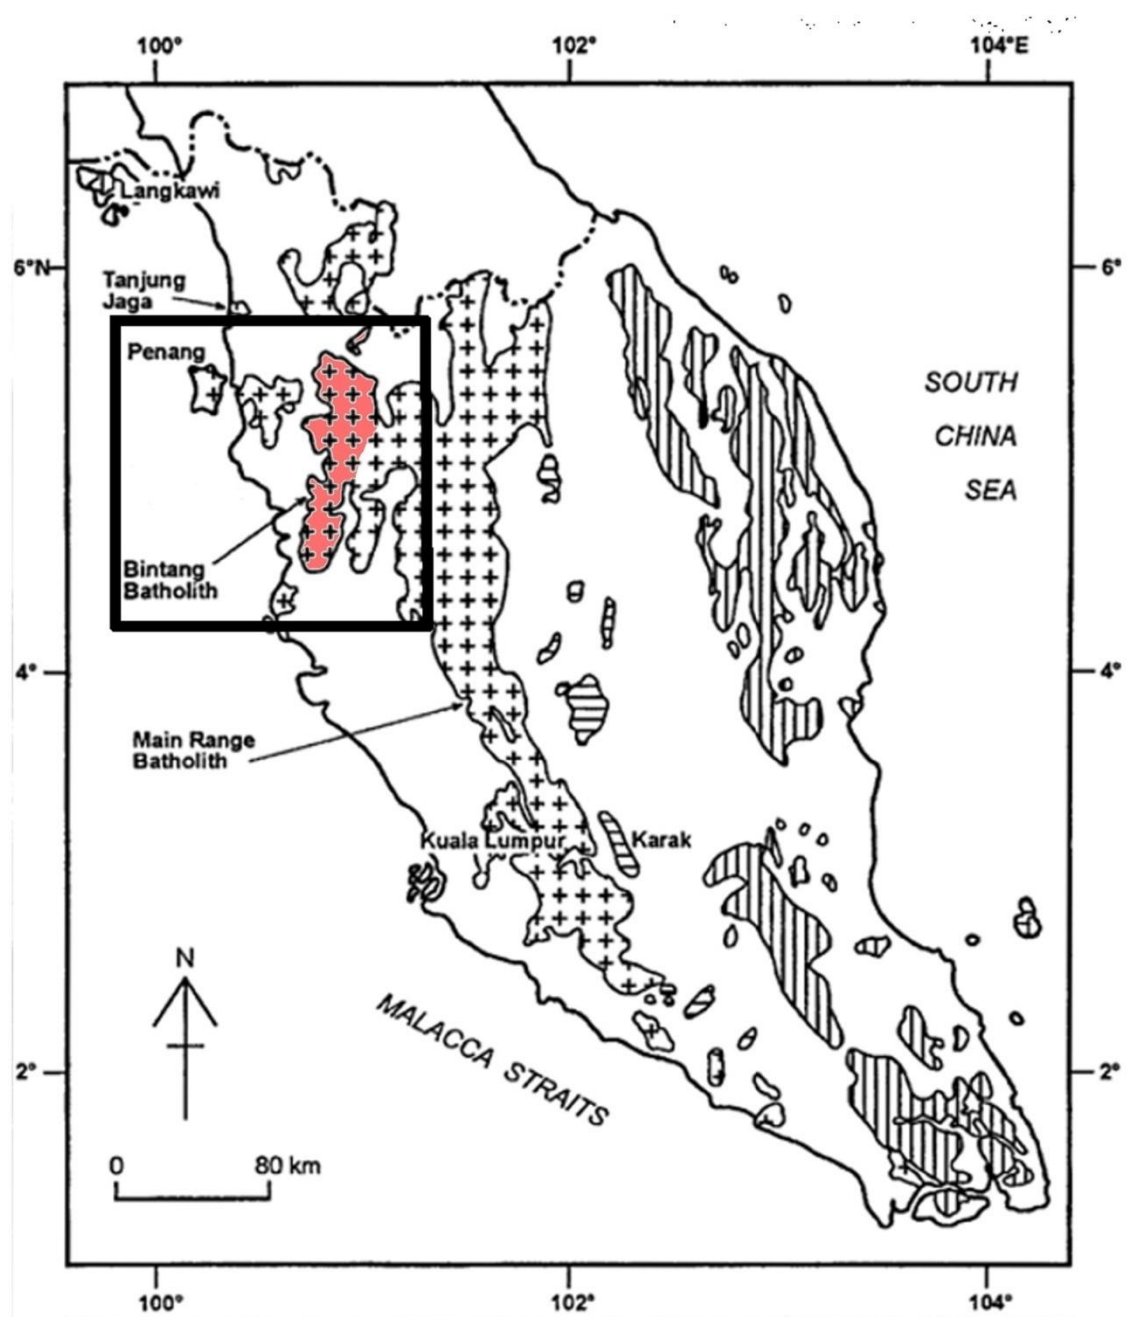 100° 102° 104°E
Langkawi
6°N 6°
Tanjung
Jaga
Penang
SOUTH
CHINA
SEA
Bintang
Batholith
4° 4°
Main Range
Batholith
Kuala Lumpur Karak
N
MALACCA STRAITS
2° 2°
0 80 km
100° 102° 104°